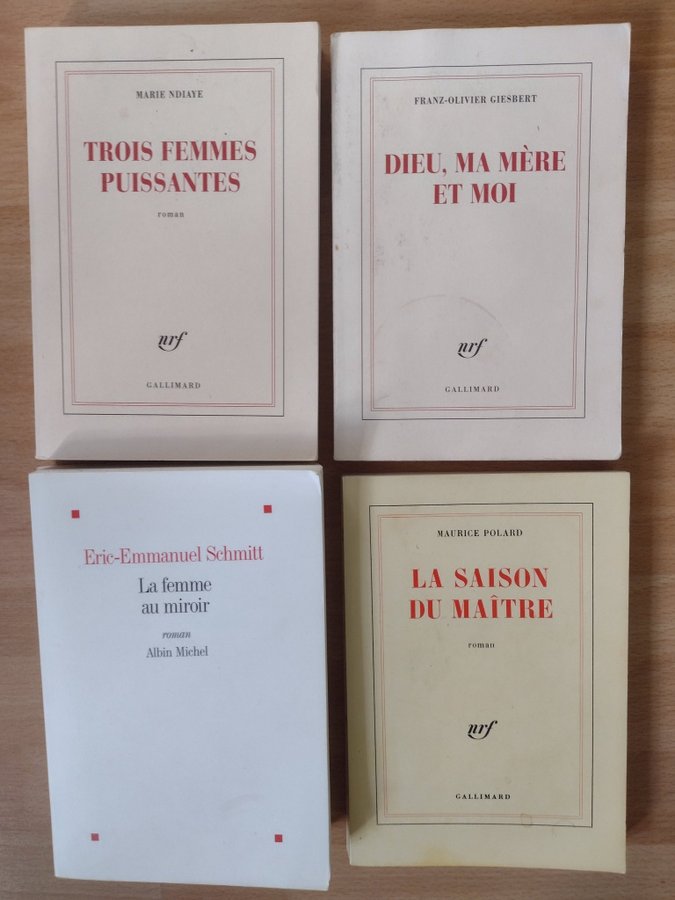 MARIE NDIAYE
TROIS FEMMES
PUISSANTES
roman
nrf
GALLIMARD
FRANZ-OLIVIER GIESBERT
DIEU, MA MÈRE
ET MOI
nrf
GALLIMARD
Eric-Emmanuel Schmitt
La femme
au miroir
roman
Albin Michel
MAURICE POLARD
LA SAISON
DU MAÎTRE
roman
nrf
GALLIMARD